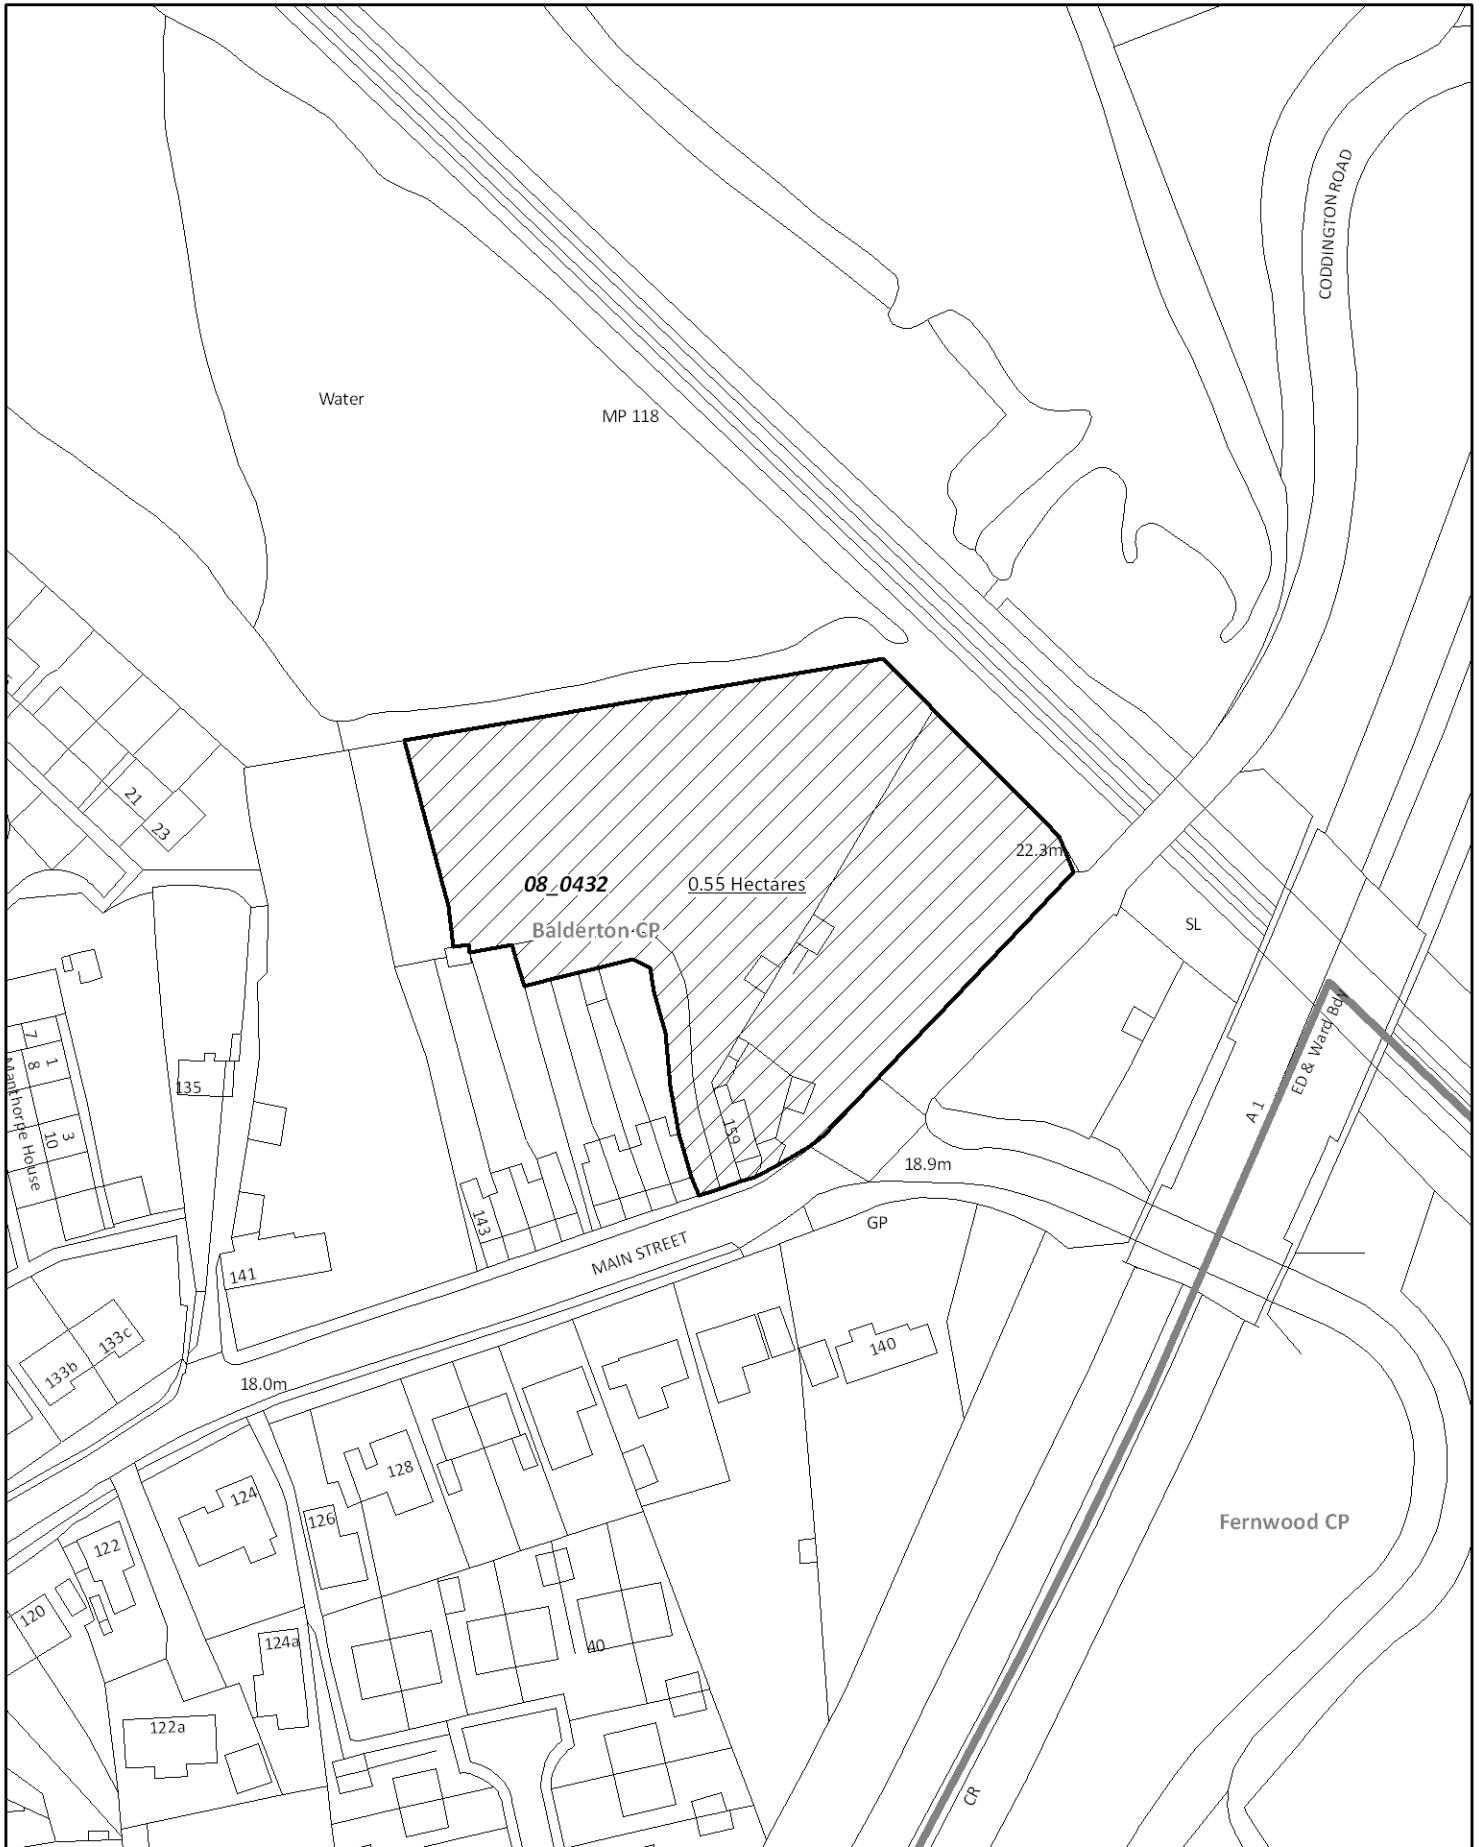 CODDINGTON ROAD
Water
MP 118
21
23
22.3m
08_0432
0.55 Hectares
Balderton CP
SL
7
8
1
10
3
Manthorpe House
135
159
A 1
ED & Ward Bdy
18.9m
143
GP
MAIN STREET
141
133c
133b
140
18.0m
128
124
126
122
Fernwood CP
120
124a
40
122a
CR